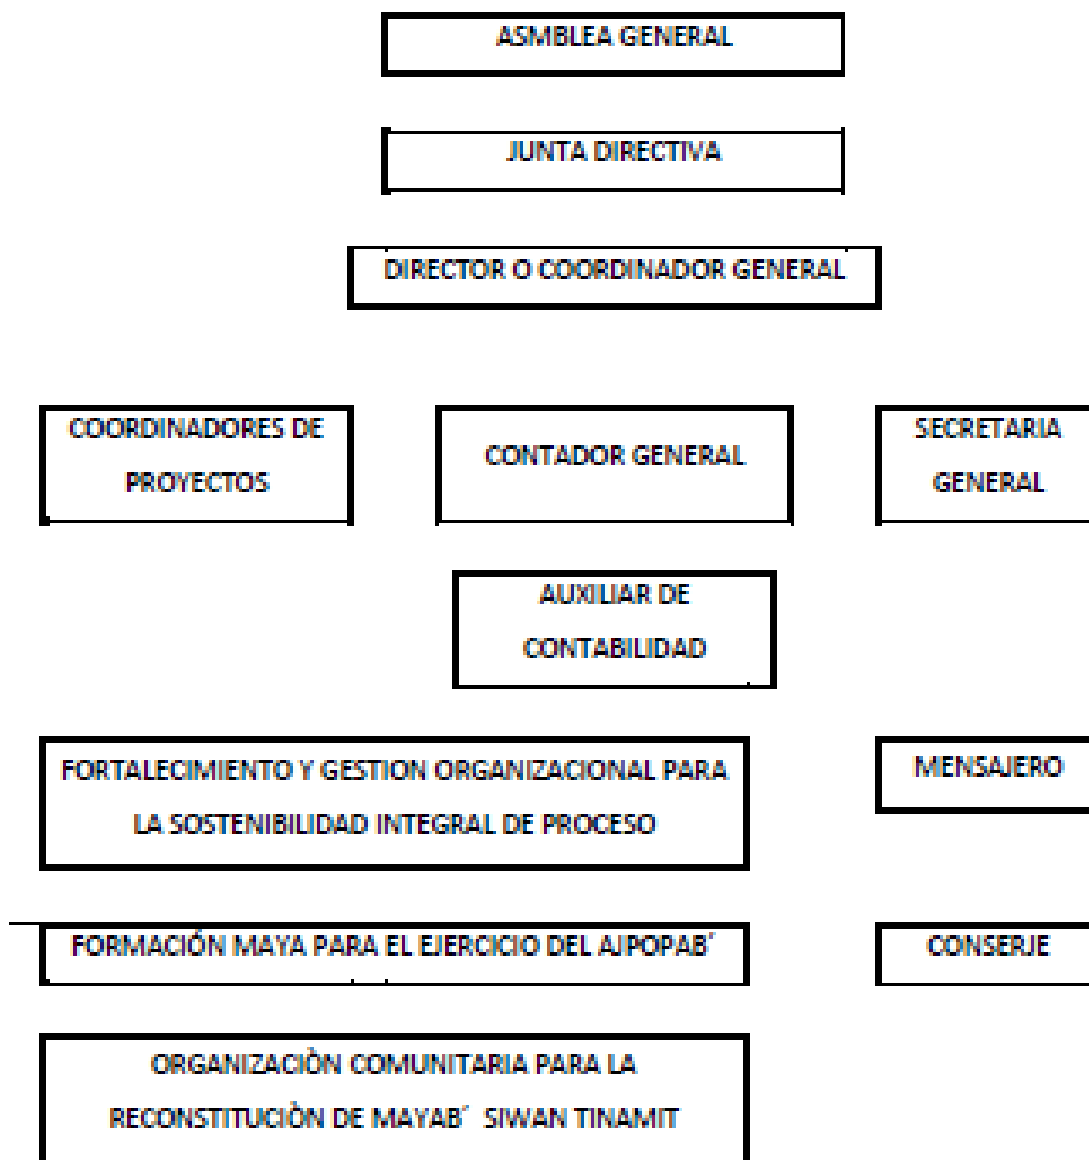 ASMBLEA GENERAL
JUNTA DIRECTIVA
DIRECTOR O COORDINADOR GENERAL
COORDINADORES DE
PROYECTOS
CONTADOR GENERAL
SECRETARIA
GENERAL
AUXILIAR DE
CONTABILIDAD
FORTALECIMIENTO Y GESTION ORGANIZACIONAL PARA
LA SOSTENIBILIDAD INTEGRAL DE PROCESO
MENSAJERO
FORMACIÓN MAYA PARA EL EJERCICIO DEL AJPOPAB´
CONSERJE
ORGANIZACIÒN COMUNITARIA PARA LA
RECONSTITUCIÒN DE MAYAB´ SIWAN TINAMIT